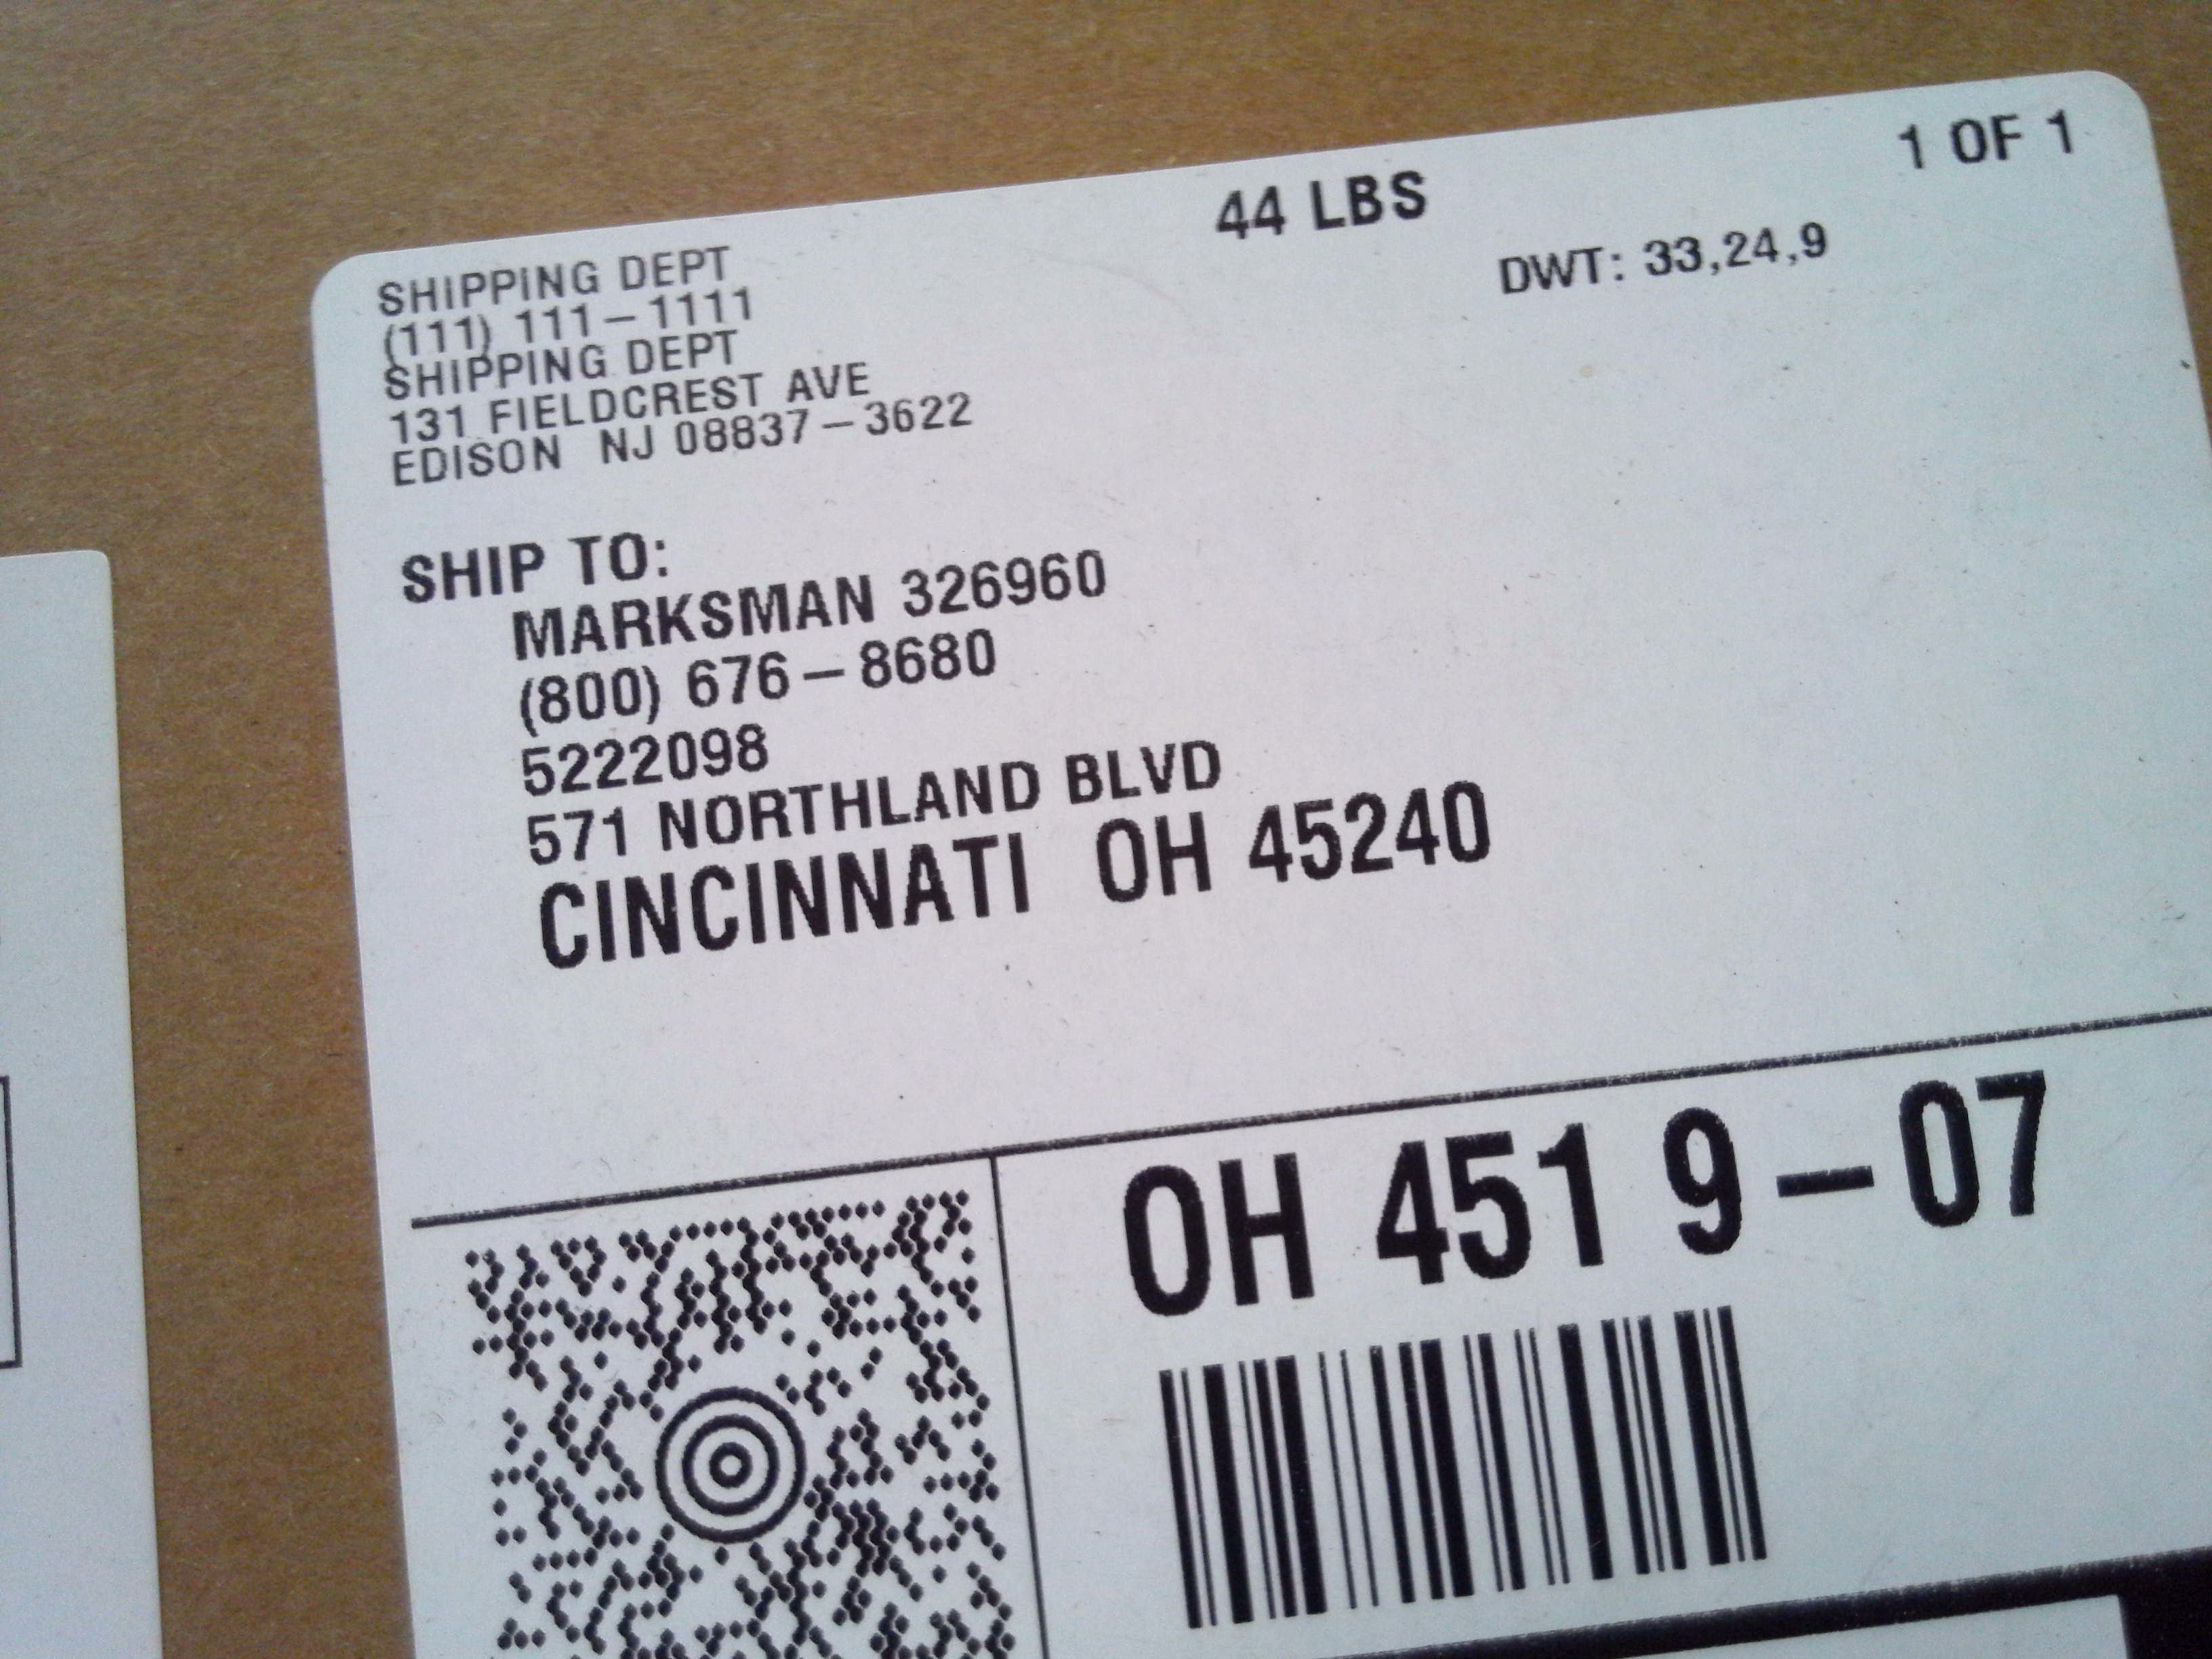 1 OF 1
44 LBS
DWT: 33,24,9
SHIPPING DEPT
(111) 111-1111
SHIPPING DEPT
131 FIELDCREST AVE
EDISON NJ 08837-3622
SHIP TO:
MARKSMAN 326960
(800) 676-8680
5222098
571 NORTHLAND BLVD
CINCINNATI OH 45240
OH 451 9-07